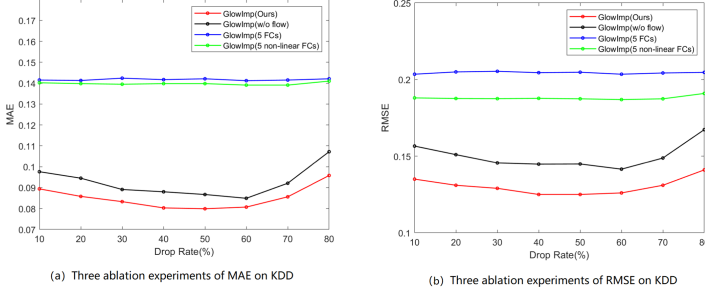 0.17
0.16
0.15
0.14
0.13
0.12
0.11
0.1
0.09
0.08
0.07
MAE
10 20 30 40 50 60 70 80
Drop Rate(%)
GlowImp(Ours)
GlowImp(w/o flow)
GlowImp(5 FCs)
GlowImp(5 non-linear FCs)
(a) Three ablation experiments of MAE on KDD
0.25
0.2
0.15
0.1
RMSE
10 20 30 40 50 60 70 80
Drop Rate(%)
GlowImp(Ours)
GlowImp(w/o flow)
GlowImp(5 FCs)
GlowImp(5 non-linear FCs)
(b) Three ablation experiments of RMSE on KDD